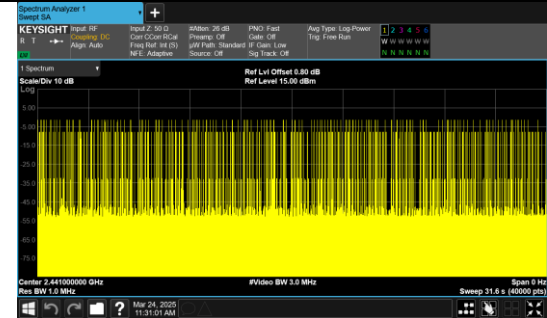 Spectrum Analyzer 1
Swept SA
KEYSIGHT Input: RF Input Z: 50 Ω #Atten: 26 dB PNO: Fast Avg Type: Log-Power 1 2 3 4 5 6
R T Coupling: DC Corr CCorr RCal Preamp: Off Gate: Off Trig: Free Run W W W W W W
Align: Auto Freq Ref: Int (S) µW Path: Standard IF Gain: Low N N N N N N
NFE: Adaptive Source: Off Sig Track: Off
1 Spectrum
Ref Lvl Offset 0.80 dB
Scale/Div 10 dB Ref Level 15.00 dBm
Log
5.00
-5.00
-15.0
-25.0
-35.0
-45.0
-55.0
-65.0
-75.0
Center 2.441000000 GHz #Video BW 3.0 MHz Span 0 Hz
Res BW 1.0 MHz Sweep 31.6 s (40000 pts)
Mar 24, 2025
11:31:01 AM